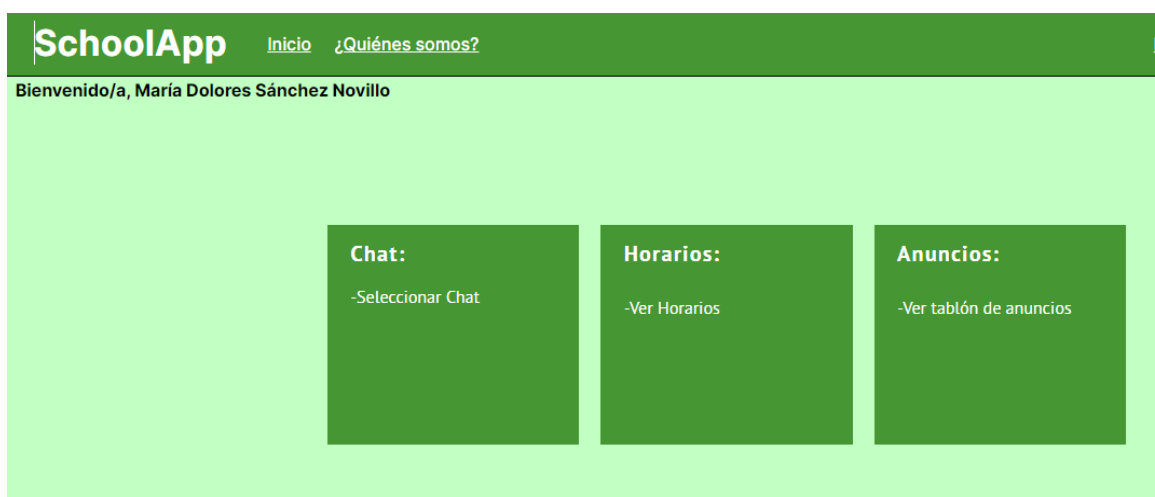 SchoolApp Inicio ¿Quiénes somos?
Bienvenido/a, María Dolores Sánchez Novillo
Chat:
-Seleccionar Chat
Horarios:
-Ver Horarios
Anuncios:
-Ver tablón de anuncios